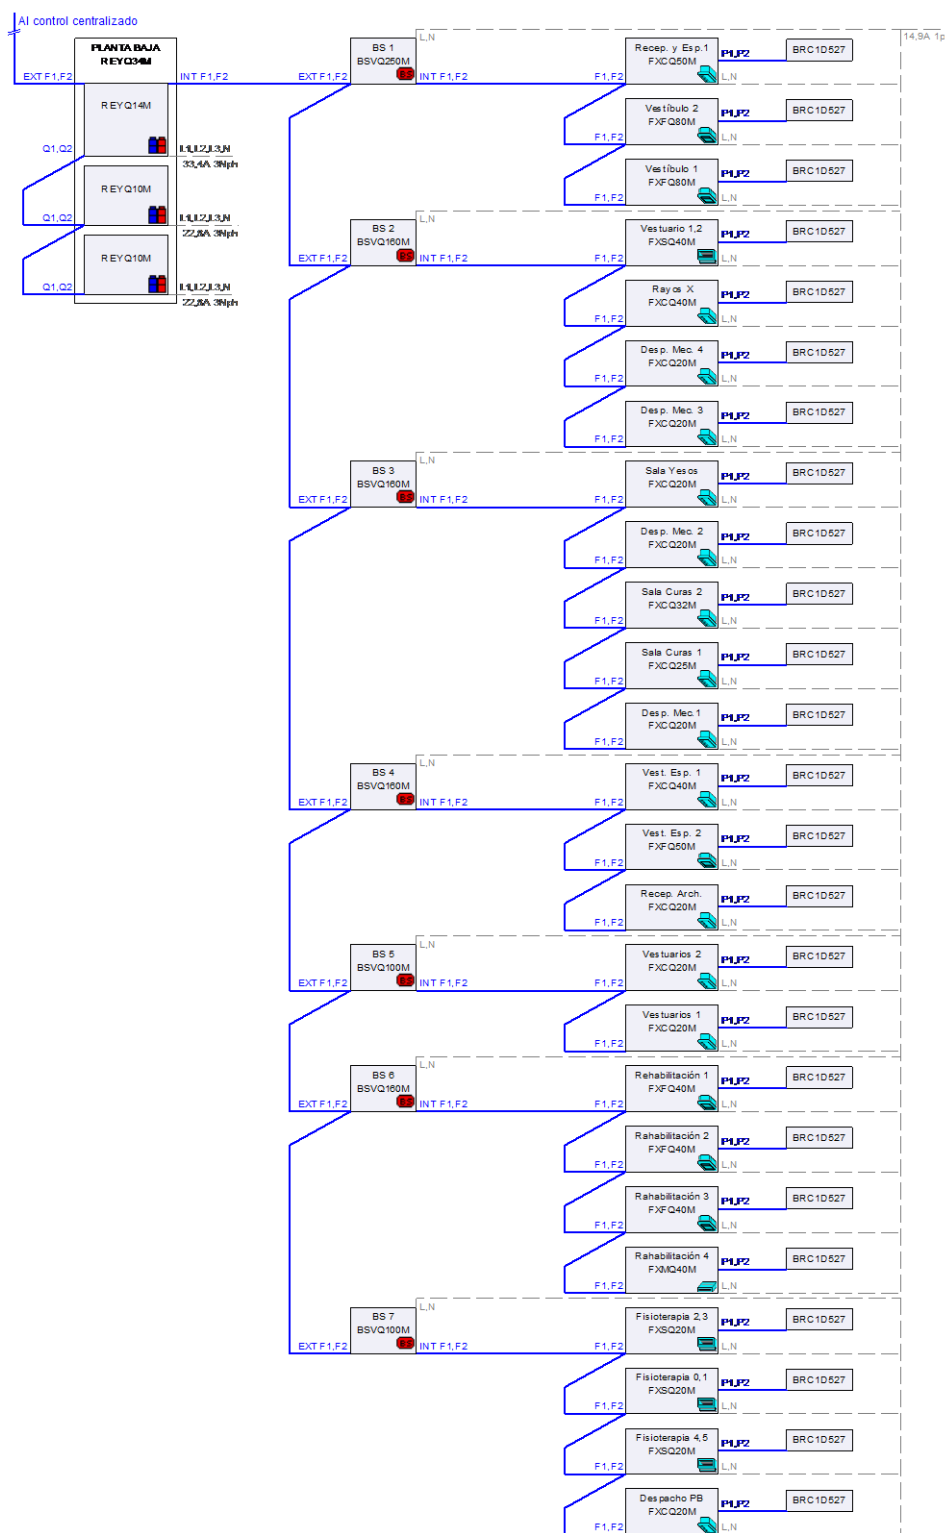 Al control centralizado
PLANTA BAJA
REYQ34M
EXT F1,F2
INT F1,F2
REYQ14M
Q1,Q2
L1,L2,L3,N
33,4A 3Nph
REYQ10M
Q1,Q2
L1,L2,L3,N
22,6A 3Nph
REYQ10M
Q1,Q2
L1,L2,L3,N
22,6A 3Nph
14,9A 1p
L,N
BS 1
BSVQ250M
BS
EXT F1,F2
INT F1,F2
Recep. y Esp.1
FXCQ50M
F1,F2
P1,P2
L,N
BRC1D527
Vestíbulo 2
FXFQ80M
F1,F2
P1,P2
L,N
BRC1D527
Vestíbulo 1
FXFQ80M
F1,F2
P1,P2
L,N
BRC1D527
L,N
BS 2
BSVQ160M
BS
EXT F1,F2
INT F1,F2
Vestuario 1,2
FXSQ40M
F1,F2
P1,P2
L,N
BRC1D527
Rayos X
FXCQ40M
F1,F2
P1,P2
L,N
BRC1D527
Desp. Mec. 4
FXCQ20M
F1,F2
P1,P2
L,N
BRC1D527
Desp. Mec. 3
FXCQ20M
F1,F2
P1,P2
L,N
BRC1D527
L,N
BS 3
BSVQ160M
BS
EXT F1,F2
INT F1,F2
Sala Yesos
FXCQ20M
F1,F2
P1,P2
L,N
BRC1D527
Desp. Mec. 2
FXCQ20M
F1,F2
P1,P2
L,N
BRC1D527
Sala Curas 2
FXCQ32M
F1,F2
P1,P2
L,N
BRC1D527
Sala Curas 1
FXCQ25M
F1,F2
P1,P2
L,N
BRC1D527
Desp. Mec.1
FXCQ20M
F1,F2
P1,P2
L,N
BRC1D527
L,N
BS 4
BSVQ160M
BS
EXT F1,F2
INT F1,F2
Vest. Esp. 1
FXCQ40M
F1,F2
P1,P2
L,N
BRC1D527
Vest. Esp. 2
FXFQ50M
F1,F2
P1,P2
L,N
BRC1D527
Recep. Arch.
FXCQ20M
F1,F2
P1,P2
L,N
BRC1D527
L,N
BS 5
BSVQ100M
BS
EXT F1,F2
INT F1,F2
Vestuarios 2
FXCQ20M
F1,F2
P1,P2
L,N
BRC1D527
Vestuarios 1
FXCQ20M
F1,F2
P1,P2
L,N
BRC1D527
L,N
BS 6
BSVQ160M
BS
EXT F1,F2
INT F1,F2
Rehabilitación 1
FXFQ40M
F1,F2
P1,P2
L,N
BRC1D527
Rahabilitación 2
FXFQ40M
F1,F2
P1,P2
L,N
BRC1D527
Rahabilitación 3
FXFQ40M
F1,F2
P1,P2
L,N
BRC1D527
Rahabilitación 4
FXMQ40M
F1,F2
P1,P2
L,N
BRC1D527
L,N
BS 7
BSVQ100M
BS
EXT F1,F2
INT F1,F2
Fisioterapia 2,3
FXSQ20M
F1,F2
P1,P2
L,N
BRC1D527
Fisioterapia 0,1
FXSQ20M
F1,F2
P1,P2
L,N
BRC1D527
Fisioterapia 4,5
FXSQ20M
F1,F2
P1,P2
L,N
BRC1D527
Despacho PB
FXCQ20M
F1,F2
P1,P2
L,N
BRC1D527